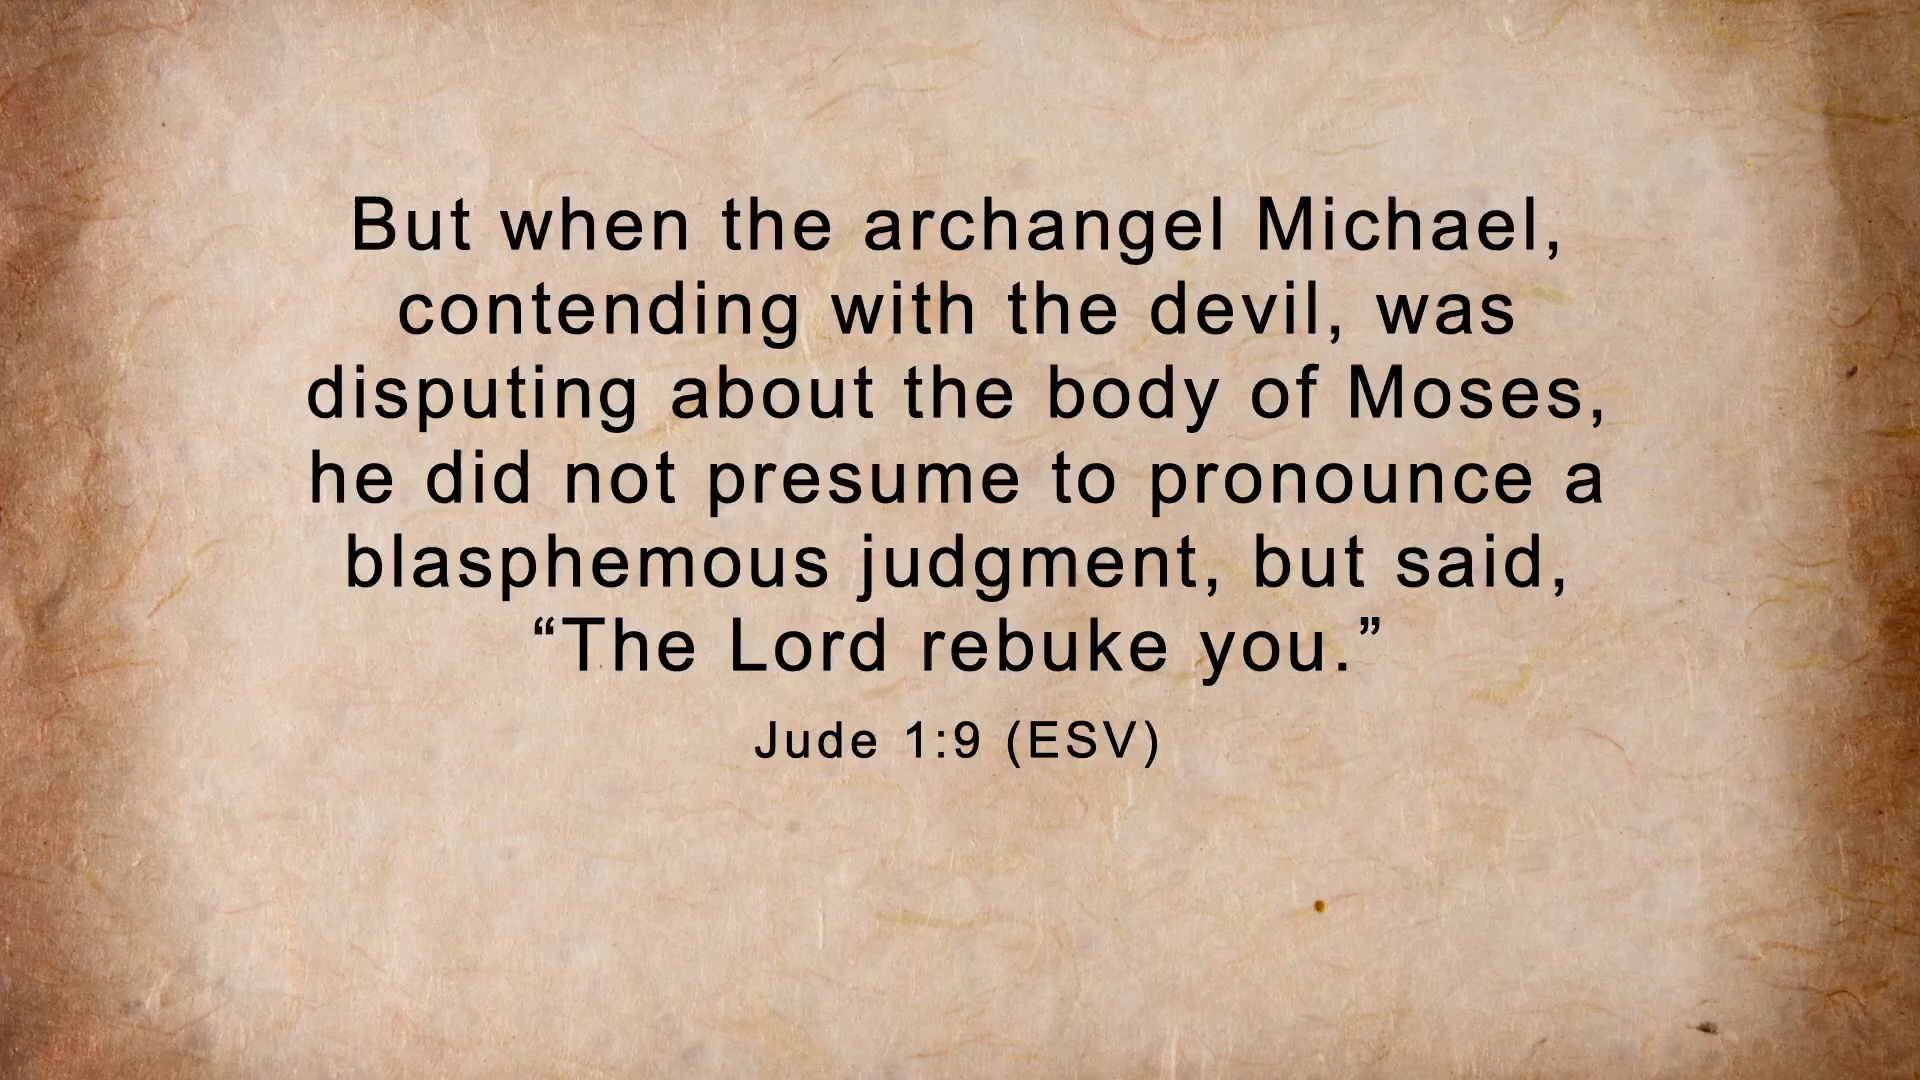 But when the archangel Michael,
contending with the devil, was
disputing about the body of Moses,
he did not presume to pronounce a
blasphemous judgment, but said,
“The Lord rebuke you.”
Jude 1:9 (ESV)